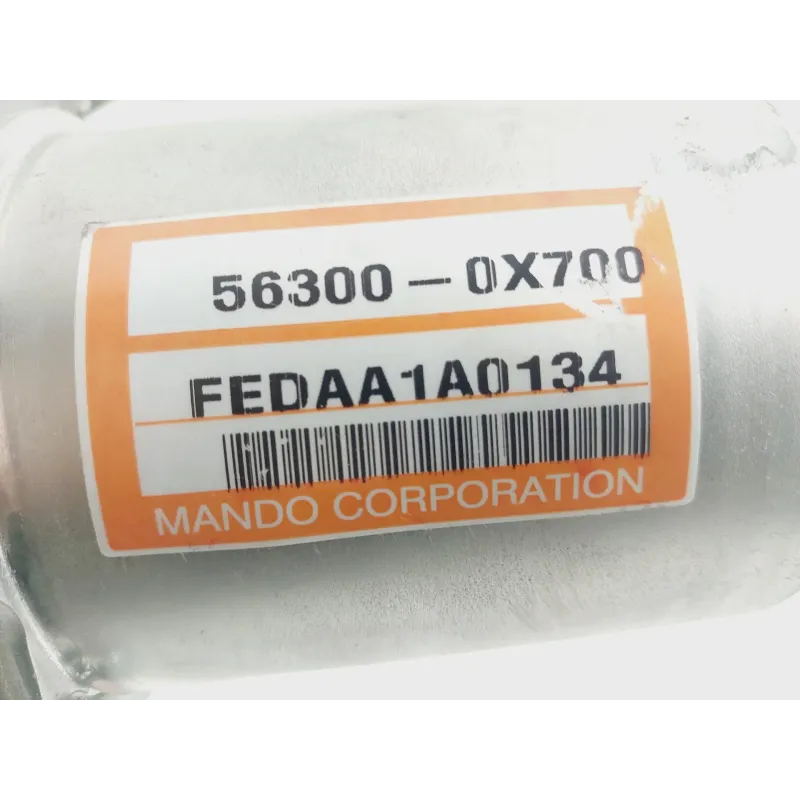 56300-0X700
FEDAA1A0134
MANDO CORPORATION